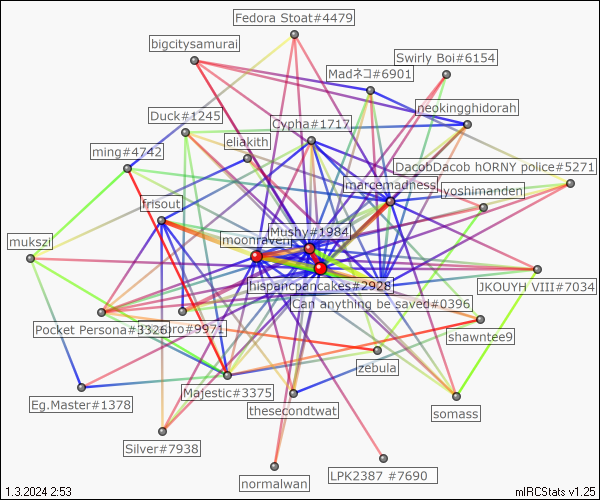 Fedora Stoat#4479
bigcitysamurai
Swirly Boi#6154
Madネコ#6901
neokingghidorah
Duck#1245
Cypha#1717
eliakith
ming#4742
DacobDacob hORNY police#5271
marcemadness
yoshimanden
frisout
Mushy#1984
moonraven
mukszi
hispancpancakes#2928
JKOUYH VIII#7034
Can anything be saved#0396
Pocket Persona#3326
oro#9971
shawntee9
zebula
Majestic#3375
Eg.Master#1378
thesecondtwat
somass
Silver#7938
LPK2387 #7690
normalwan
1.3.2024 2:53
mIRCStats v1.25